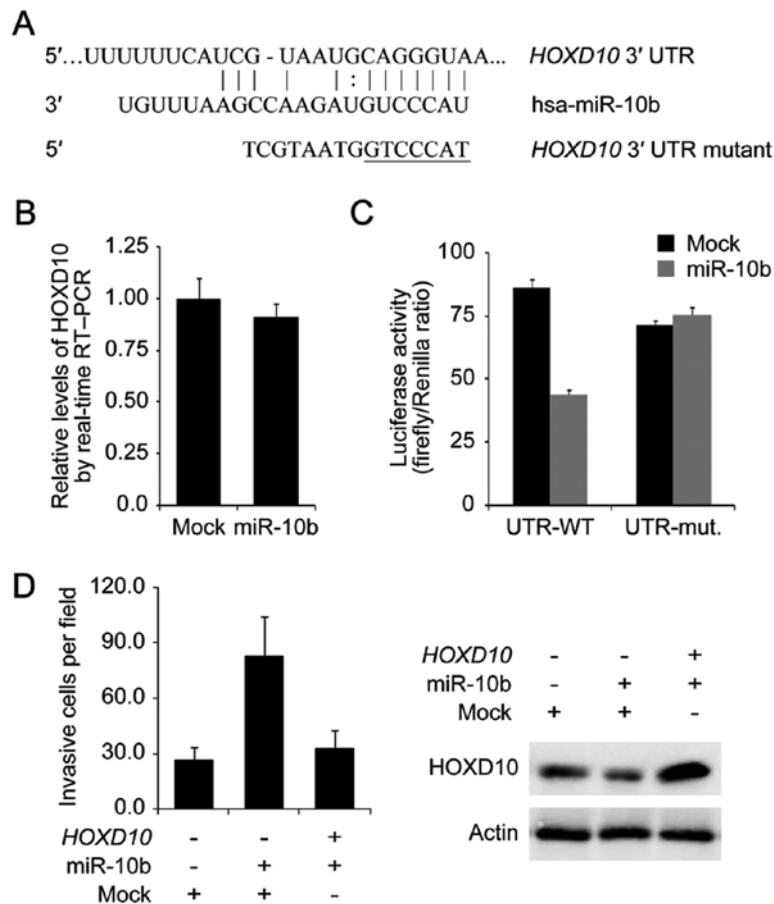 A
5′...UUUUUUCAUCG - UAAUGCAGGGUAA... HOXD10 3′ UTR
3′ UGUUUAAGCCAAGAUGUCCCAU hsa-miR-10b
5′ TCGTAATGGTCCCAT HOXD10 3′ UTR mutant
B
Relative levels of HOXD10
by real-time RT–PCR
1.25
1.00
0.75
0.50
0.25
0.0
Mock miR-10b
C
Luciferase activity
(firefly/Renilla ratio)
100
75
50
25
0
Mock
miR-10b
UTR-WT UTR-mut.
D
Invasive cells per field
120.0
90.0
60.0
30.0
0.0
HOXD10 - - +
miR-10b - + +
Mock + + -
HOXD10 - - +
miR-10b - + +
Mock + + -
HOXD10
Actin